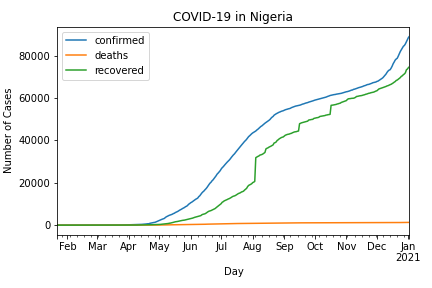 COVID-19 in Nigeria
confirmed
deaths
recovered
Number of Cases
80000
60000
40000
20000
0
Feb Mar Apr May Jun Jul Aug Sep Oct Nov Dec Jan
2021
Day